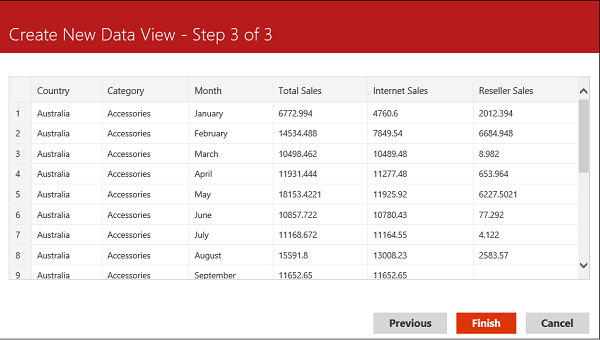 Create New Data View - Step 3 of 3
Country Category Month Total Sales Internet Sales Reseller Sales
1 Australia Accessories January 6772.994 4760.6 2012.394
2 Australia Accessories February 14534.488 7849.54 6684.948
3 Australia Accessories March 10498.462 10489.48 8.982
4 Australia Accessories April 11931.444 11277.48 653.964
5 Australia Accessories May 18153.4221 11925.92 6227.5021
6 Australia Accessories June 10857.722 10780.43 77.292
7 Australia Accessories July 11168.672 11164.55 4.122
8 Australia Accessories August 15591.8 13008.23 2583.57
9 Australia Accessories September 11652.65 11652.65
Previous Finish Cancel